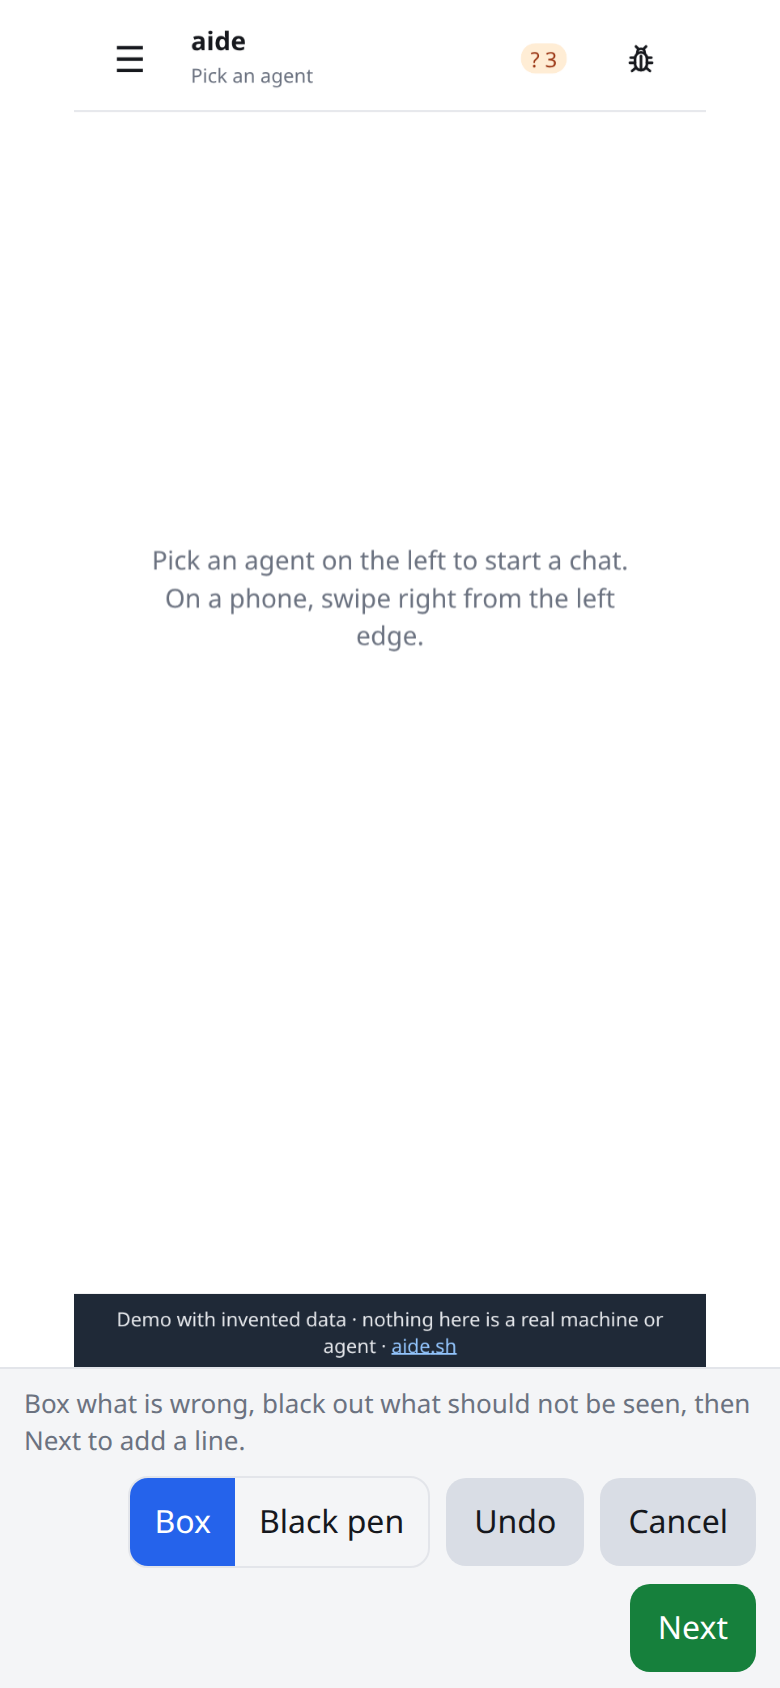 aide
Pick an agent
? 3
Pick an agent on the left to start a chat.
On a phone, swipe right from the left
edge.
Demo with invented data · nothing here is a real machine or
agent · aide.sh
Box what is wrong, black out what should not be seen, then
Next to add a line.
Box
Black pen
Undo
Cancel
Next